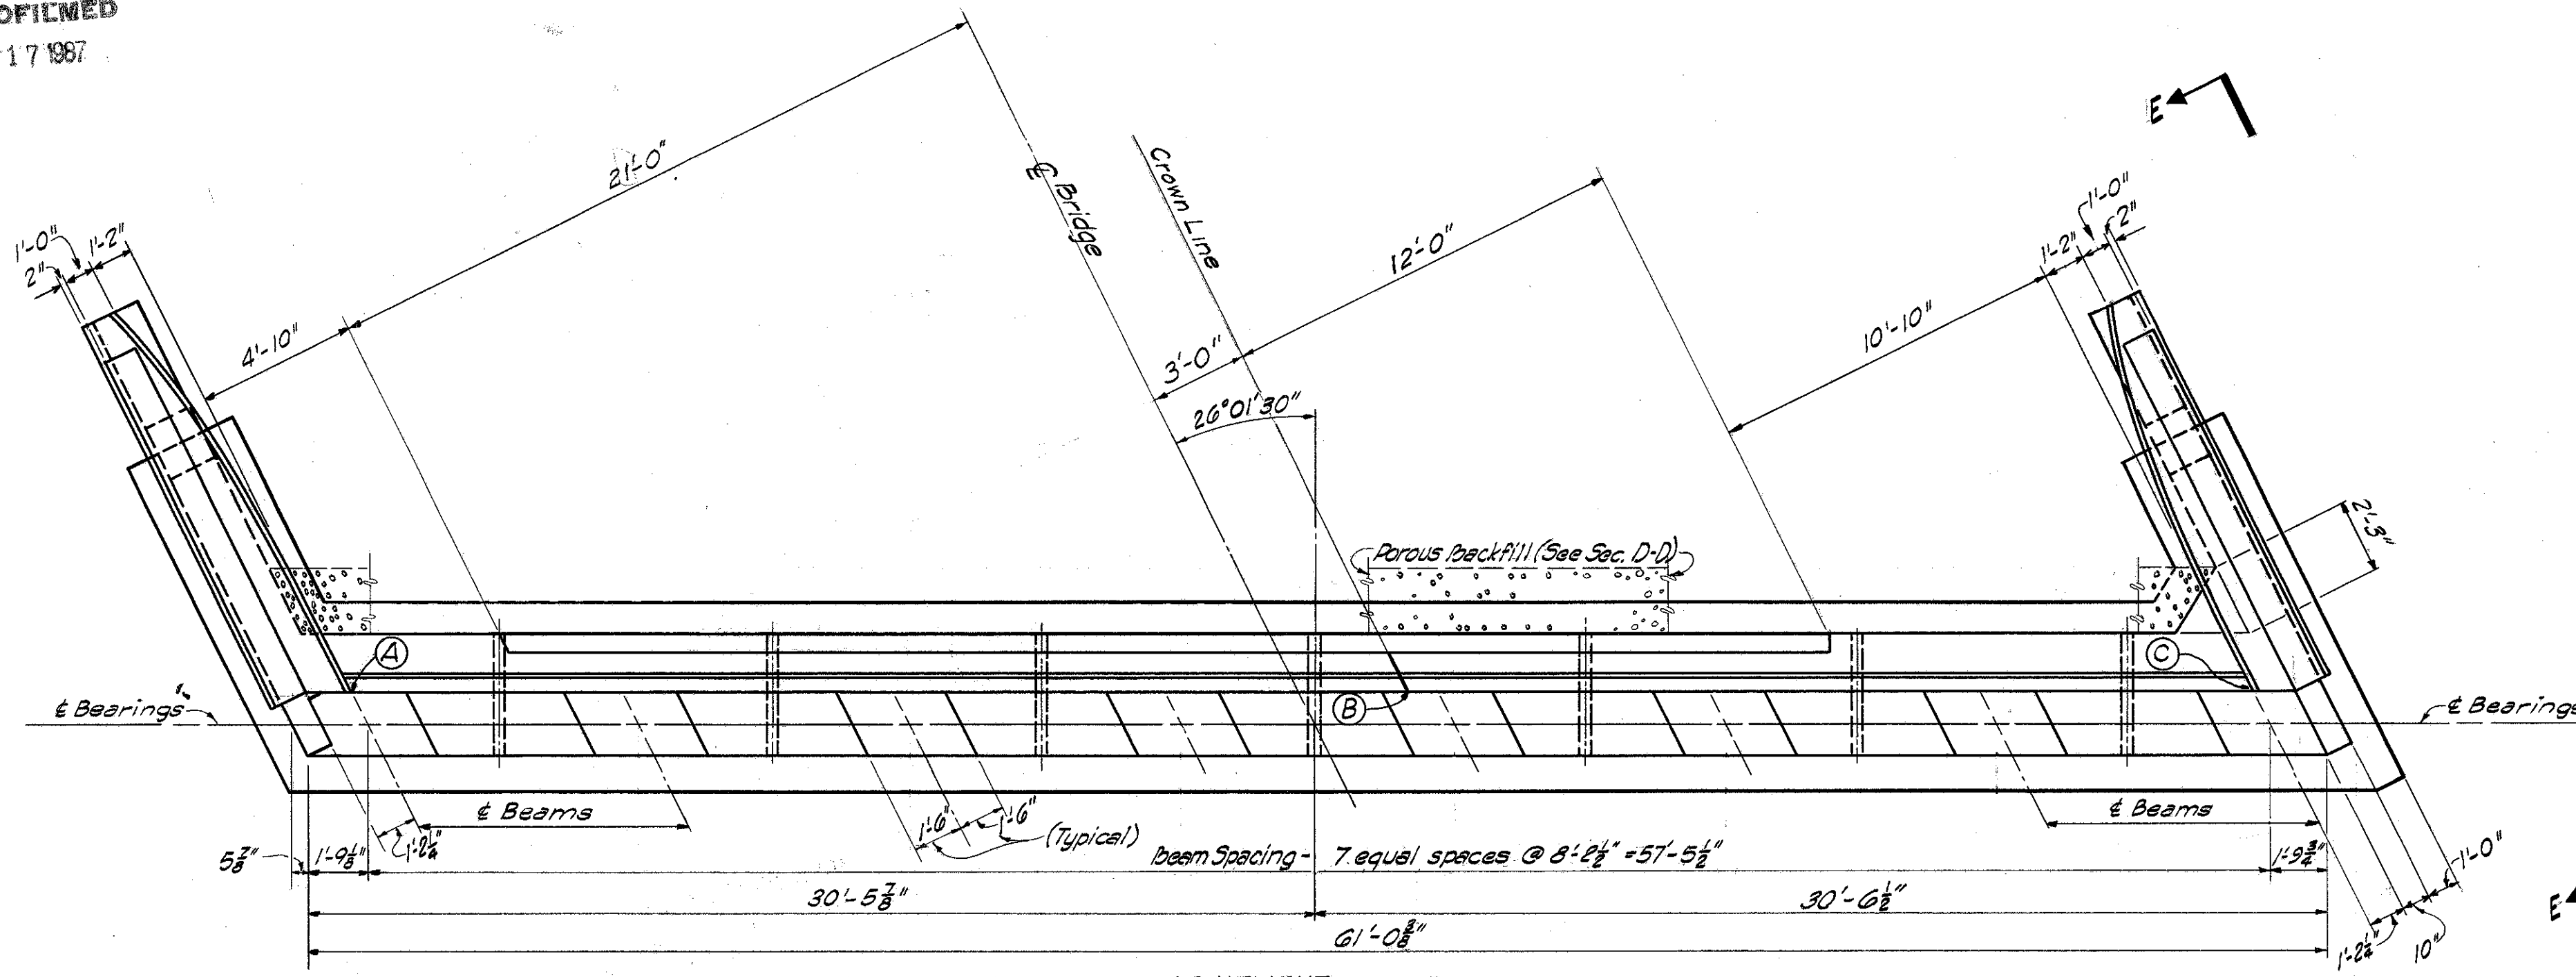 OFILMED
17 1987
21'-0"
℄ Bridge
Crown Line
E
1'-0"
1'-2"
2"
12'-0"
1'-0"
2"
1'-2"
4'-10"
3'-0"
10'-10"
26°01'30"
2'-3"
Porous Backfill (See Sec. D-D)
A
C
B
℄ Bearings
℄ Bearings
℄ Beams
1'-6"
1'-6"
(Typical)
℄ Beams
1'-2¼"
5⅞"
1'-9⅛"
Beam Spacing - 7 equal spaces @ 8'-2½" = 57'-5½"
1'-9¾"
1'-0"
30'-5⅞"
30'-6½"
E
61'-0⅜"
1'-2¼"
10"